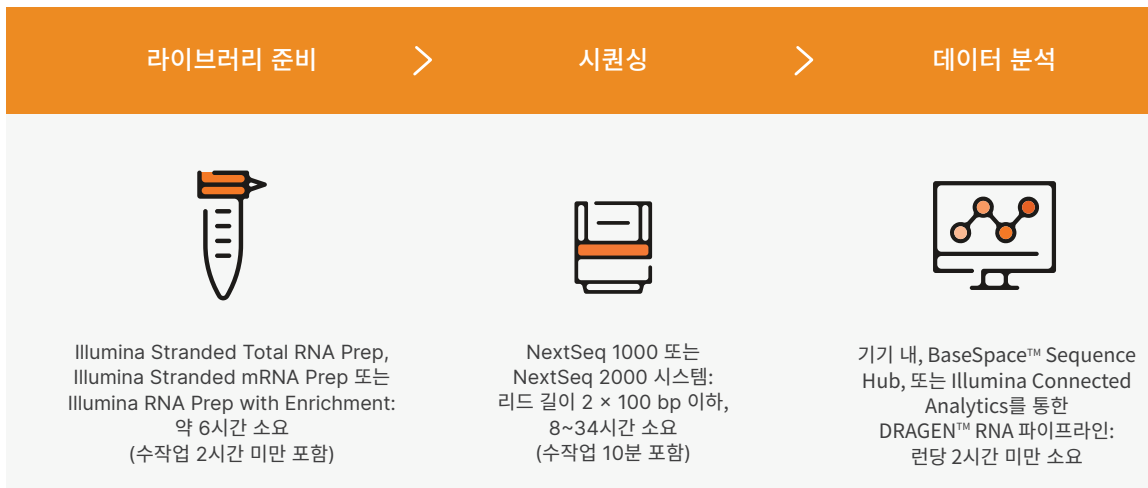 라이브러리 준비
시퀀싱
데이터 분석
Illumina Stranded Total RNA Prep,
Illumina Stranded mRNA Prep 또는
Illumina RNA Prep with Enrichment:
약 6시간 소요
(수작업 2시간 미만 포함)
NextSeq 1000 또는
NextSeq 2000 시스템:
리드 길이 2 × 100 bp 이하,
8~34시간 소요
(수작업 10분 포함)
기기 내, BaseSpace™ Sequence
Hub, 또는 Illumina Connected
Analytics를 통한
DRAGEN™ RNA 파이프라인:
런당 2시간 미만 소요